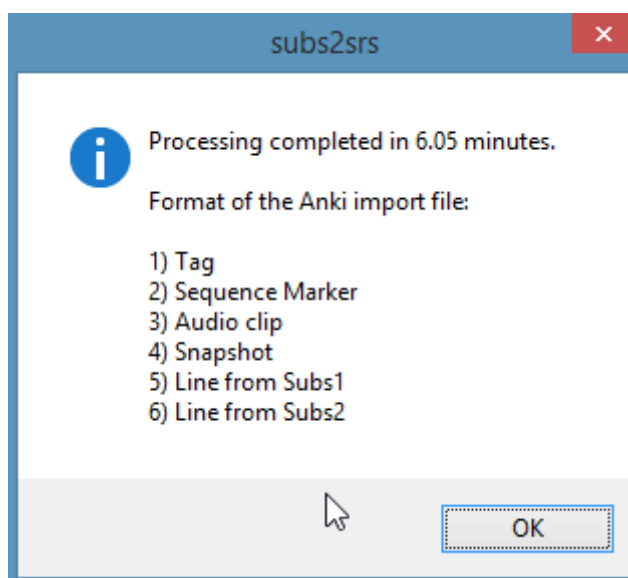 subs2srs
Processing completed in 6.05 minutes.
Format of the Anki import file:
1) Tag
2) Sequence Marker
3) Audio clip
4) Snapshot
5) Line from Subs1
6) Line from Subs2
OK